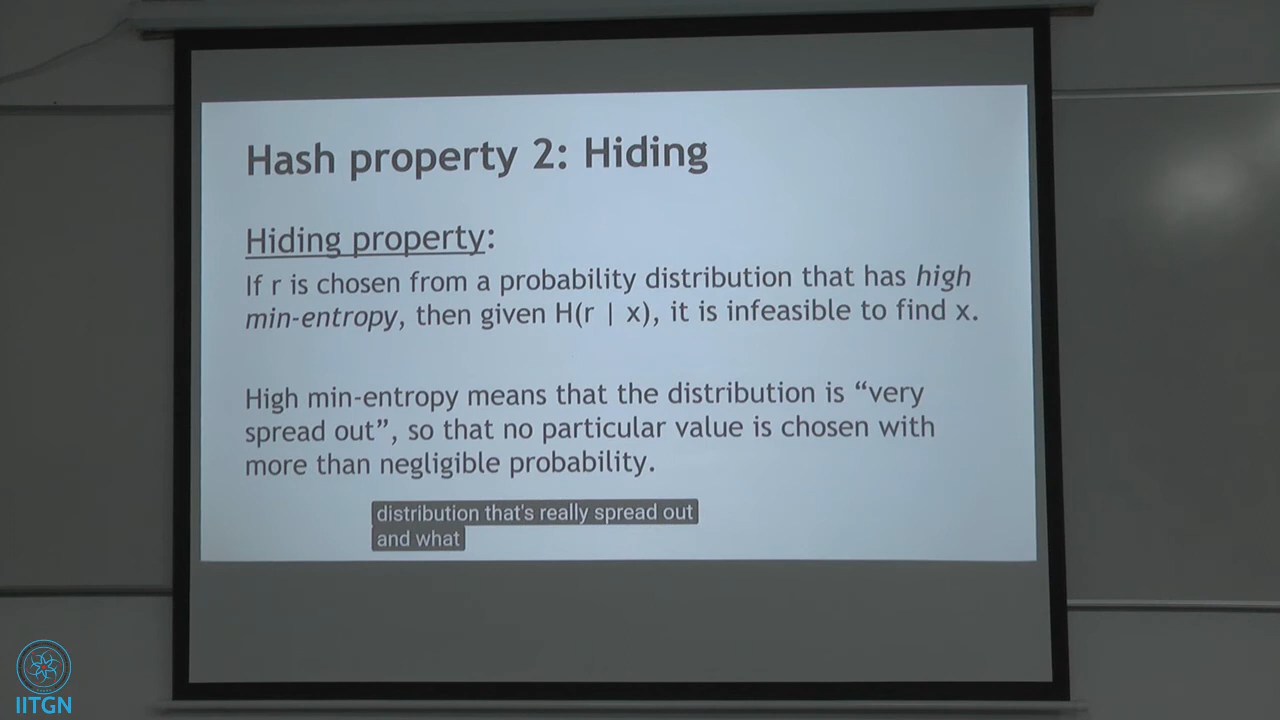 Hash property 2: Hiding
Hiding property:
If r is chosen from a probability distribution that has high
min-entropy, then given H(r | x), it is infeasible to find x.
High min-entropy means that the distribution is “very
spread out”, so that no particular value is chosen with
more than negligible probability.
distribution that's really spread out
and what
IITGN